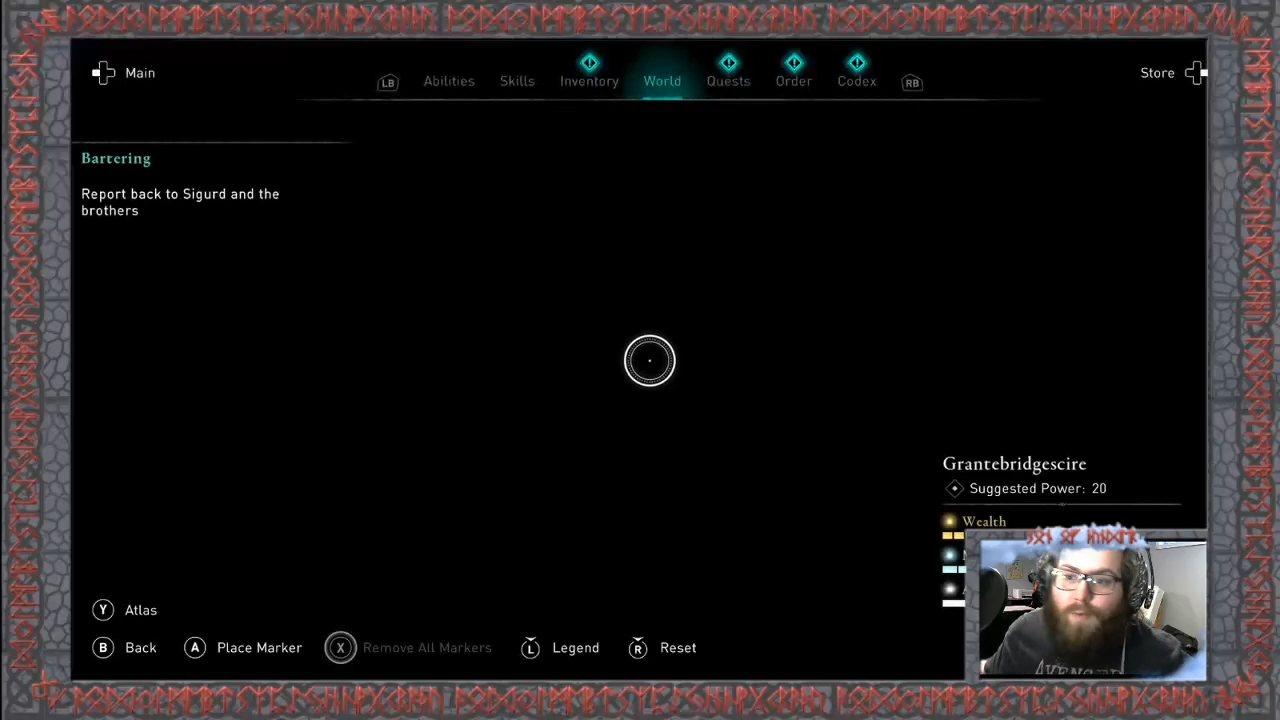 Main
LB
Abilities
Skills
Inventory
World
Quests
Order
Codex
RB
Store
Bartering
Report back to Sigurd and the
brothers
Grantebridgescire
Suggested Power: 20
Wealth
Y Atlas
B Back
A Place Marker
X Remove All Markers
L Legend
R Reset